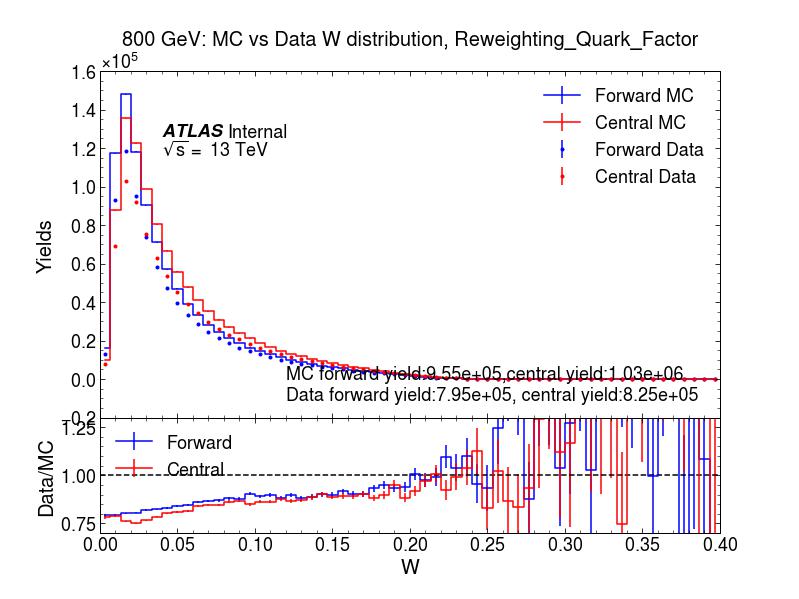 800 GeV: MC vs Data W distribution, Reweighting_Quark_Factor
×10⁵
1.6
1.4
1.2
1.0
0.8
0.6
0.4
0.2
0.0
0.2
Yields
ATLAS Internal
√s = 13 TeV
Forward MC
Central MC
Forward Data
Central Data
MC forward yield:9.55e+05,central yield:1.03e+06
Data forward yield:7.95e+05, central yield:8.25e+05
1.25
1.00
0.75
Data/MC
Forward
Central
0.00 0.05 0.10 0.15 0.20 0.25 0.30 0.35 0.40
W